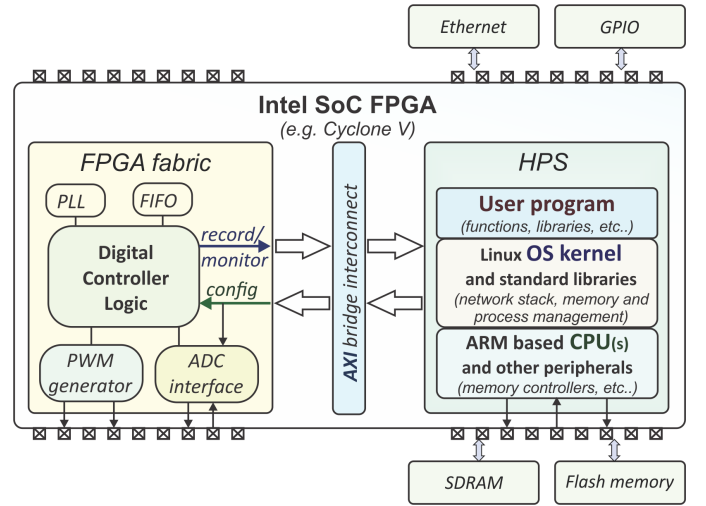 Ethernet
GPIO
Intel SoC FPGA
(e.g. Cyclone V)
FPGA fabric
PLL
FIFO
Digital
Controller
Logic
record/
monitor
config
PWM
generator
ADC
interface
AXI bridge interconnect
HPS
User program
(functions, libraries, etc..)
Linux OS kernel
and standard libraries
(network stack, memory and
process management)
ARM based CPU(s)
and other peripherals
(memory controllers, etc..)
SDRAM
Flash memory